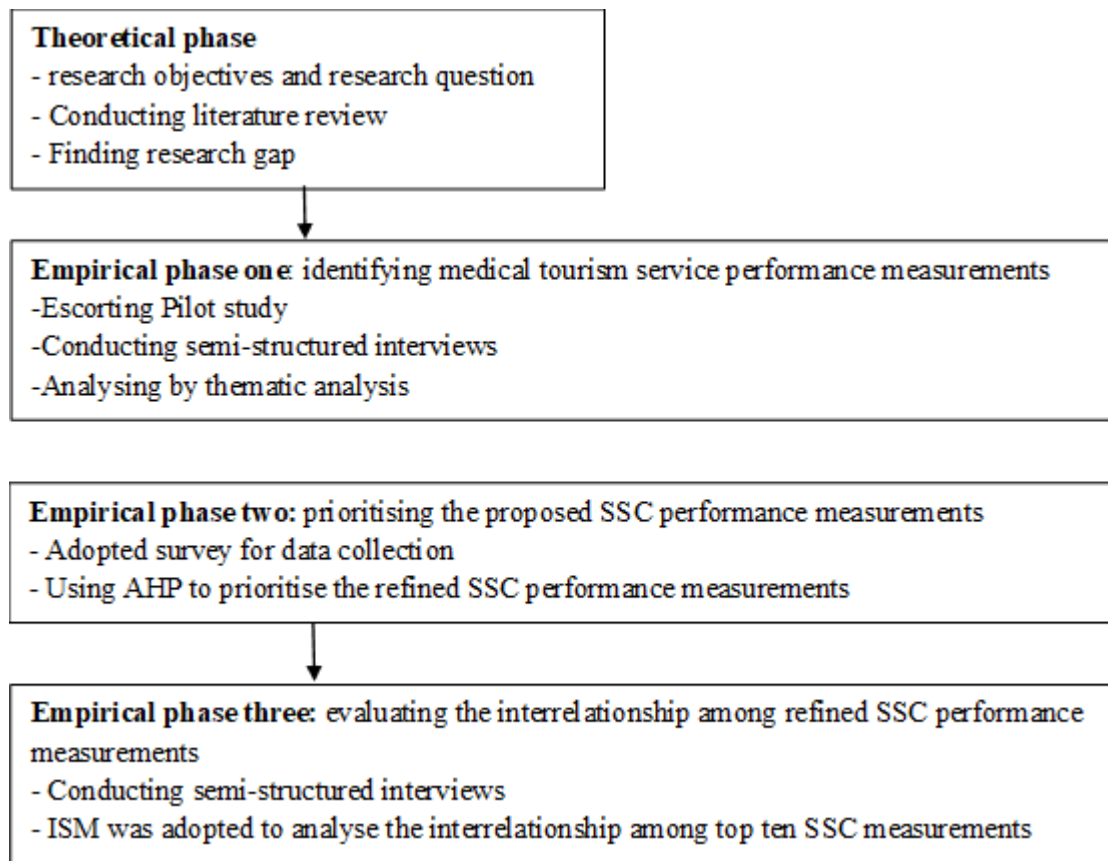 Theoretical phase
- research objectives and research question
- Conducting literature review
- Finding research gap
Empirical phase one: identifying medical tourism service performance measurements
-Escorting Pilot study
-Conducting semi-structured interviews
-Analysing by thematic analysis
Empirical phase two: prioritising the proposed SSC performance measurements
- Adopted survey for data collection
- Using AHP to prioritise the refined SSC performance measurements
Empirical phase three: evaluating the interrelationship among refined SSC performance
measurements
- Conducting semi-structured interviews
- ISM was adopted to analyse the interrelationship among top ten SSC measurements